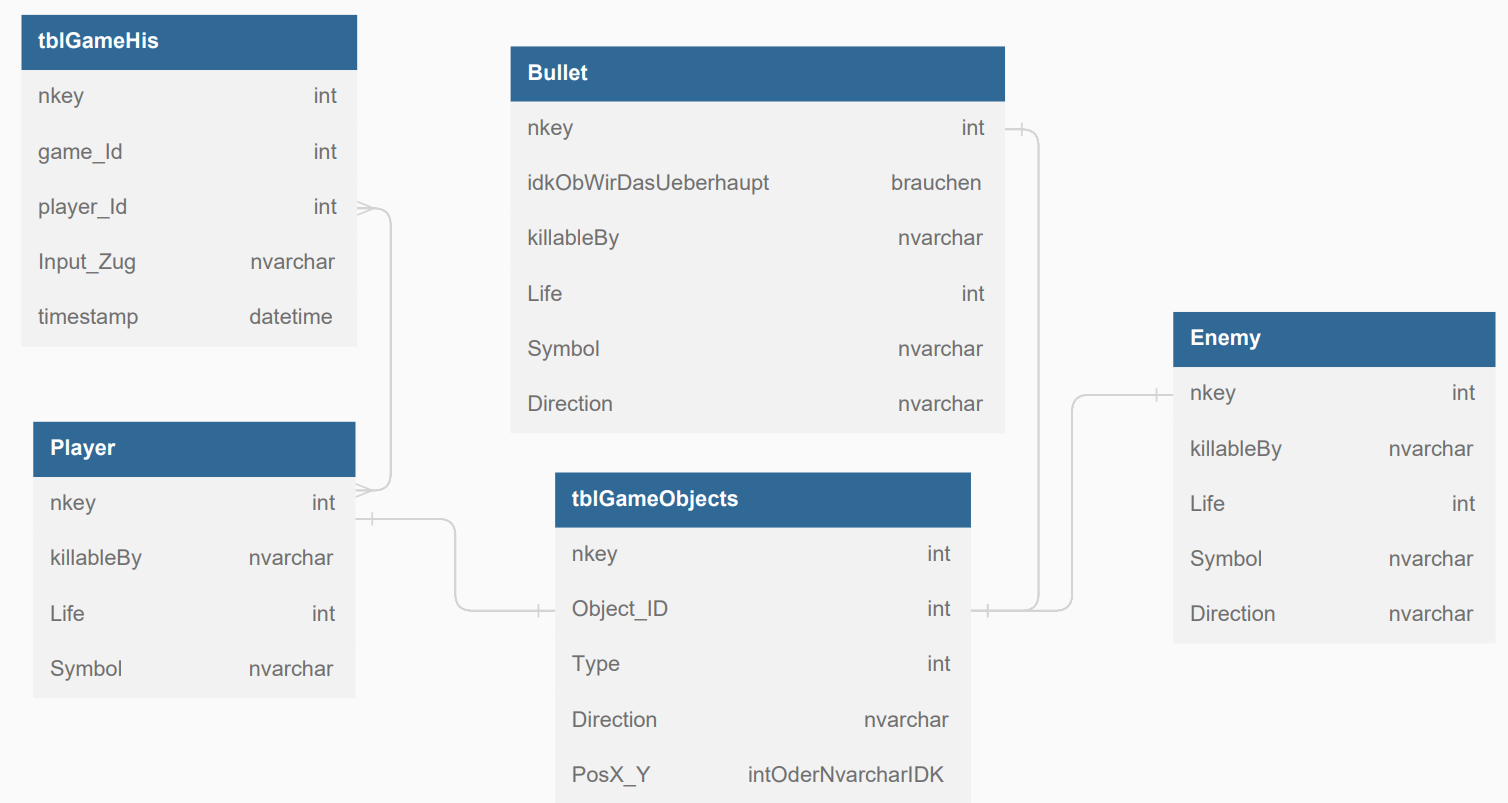 tblGameHis
nkey int
game_Id int
player_Id int
Input_Zug nvarchar
timestamp datetime
Bullet
nkey int
idkObWirDasUeberhaupt brauchen
killableBy nvarchar
Life int
Symbol nvarchar
Direction nvarchar
Enemy
nkey int
killableBy nvarchar
Life int
Symbol nvarchar
Direction nvarchar
Player
nkey int
killableBy nvarchar
Life int
Symbol nvarchar
tblGameObjects
nkey int
Object_ID int
Type int
Direction nvarchar
PosX_Y intOderNvarcharIDK